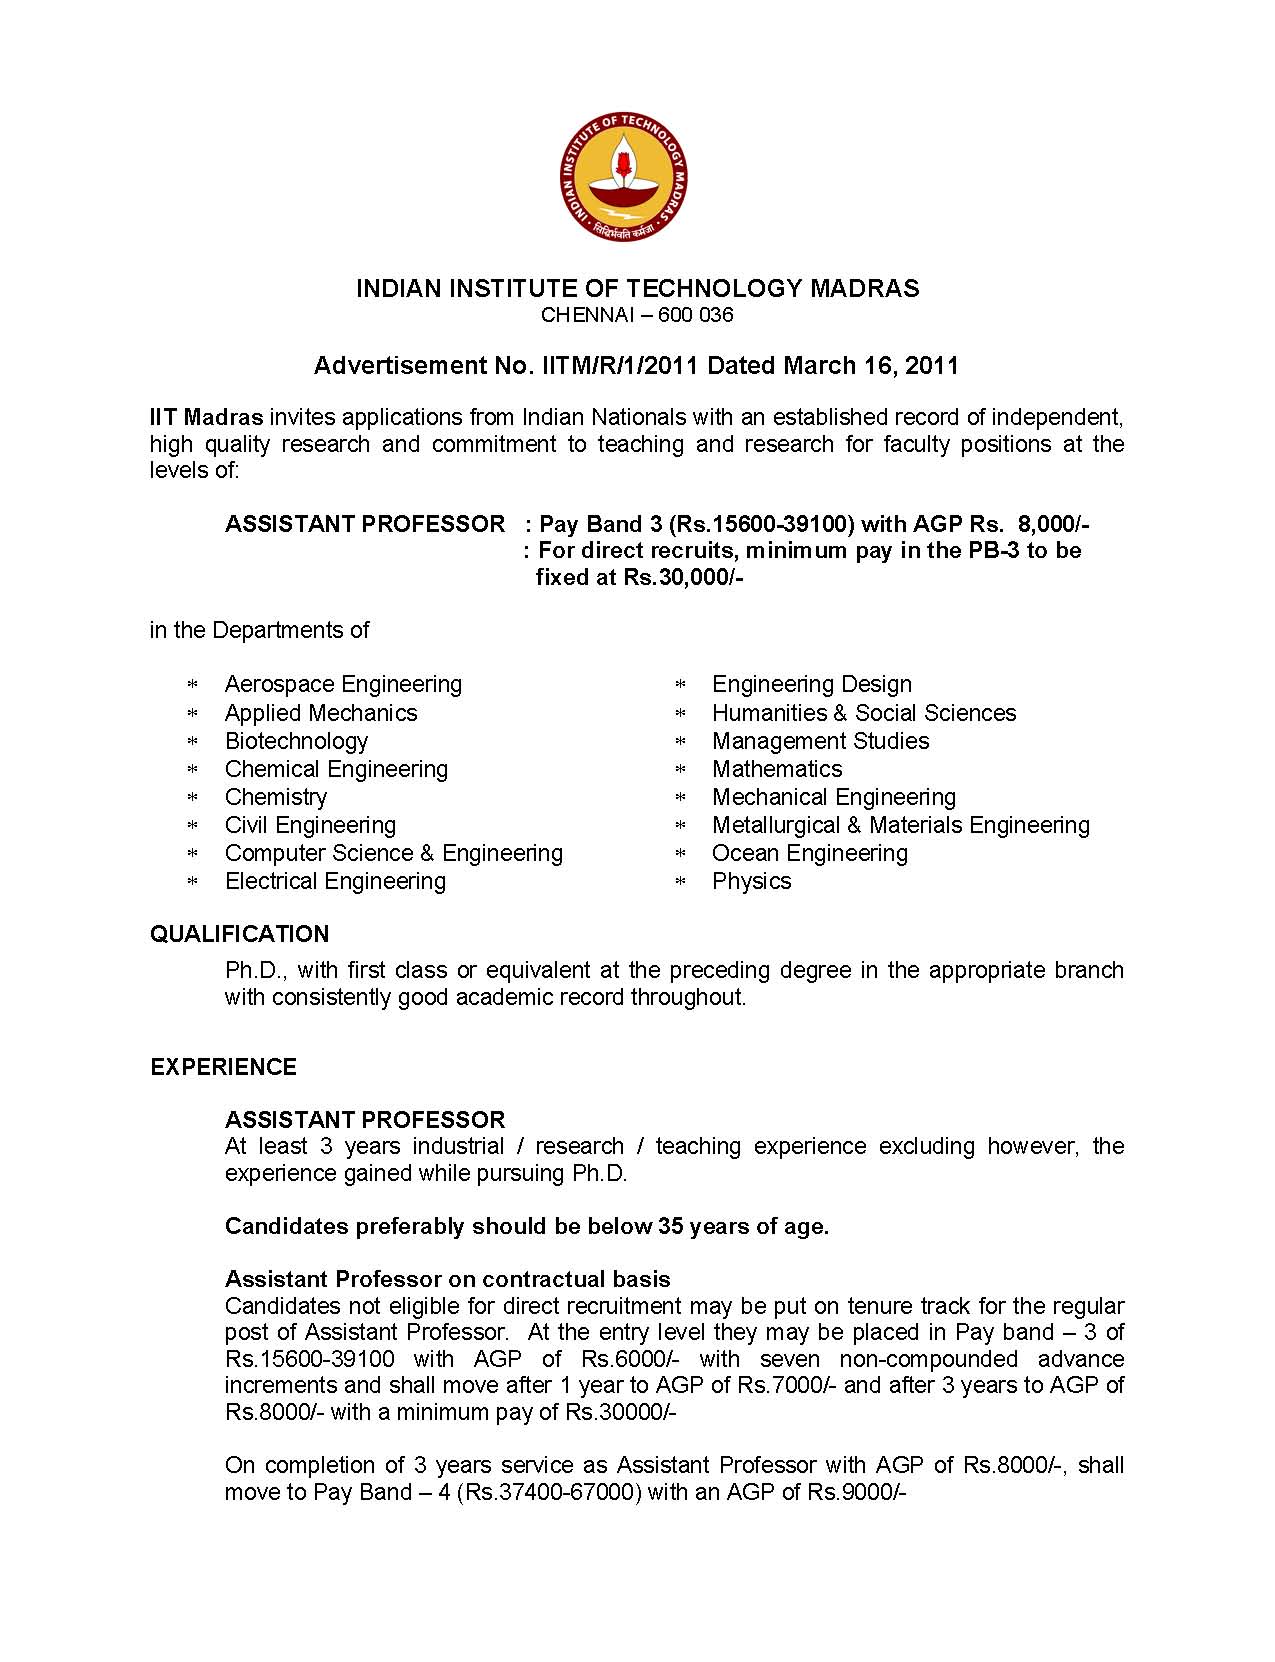 INDIAN INSTITUTE OF TECHNOLOGY MADRAS
सिद्धिर्भवति कर्मजा
INDIAN INSTITUTE OF TECHNOLOGY MADRAS
CHENNAI – 600 036
Advertisement No. IITM/R/1/2011 Dated March 16, 2011
IIT Madras invites applications from Indian Nationals with an established record of independent,
high quality research and commitment to teaching and research for faculty positions at the
levels of:
ASSISTANT PROFESSOR : Pay Band 3 (Rs.15600-39100) with AGP Rs. 8,000/-
: For direct recruits, minimum pay in the PB-3 to be
fixed at Rs.30,000/-
in the Departments of
* Aerospace Engineering
* Applied Mechanics
* Biotechnology
* Chemical Engineering
* Chemistry
* Civil Engineering
* Computer Science & Engineering
* Electrical Engineering
* Engineering Design
* Humanities & Social Sciences
* Management Studies
* Mathematics
* Mechanical Engineering
* Metallurgical & Materials Engineering
* Ocean Engineering
* Physics
QUALIFICATION
Ph.D., with first class or equivalent at the preceding degree in the appropriate branch
with consistently good academic record throughout.
EXPERIENCE
ASSISTANT PROFESSOR
At least 3 years industrial / research / teaching experience excluding however, the
experience gained while pursuing Ph.D.
Candidates preferably should be below 35 years of age.
Assistant Professor on contractual basis
Candidates not eligible for direct recruitment may be put on tenure track for the regular
post of Assistant Professor. At the entry level they may be placed in Pay band – 3 of
Rs.15600-39100 with AGP of Rs.6000/- with seven non-compounded advance
increments and shall move after 1 year to AGP of Rs.7000/- and after 3 years to AGP of
Rs.8000/- with a minimum pay of Rs.30000/-
On completion of 3 years service as Assistant Professor with AGP of Rs.8000/-, shall
move to Pay Band – 4 (Rs.37400-67000) with an AGP of Rs.9000/-